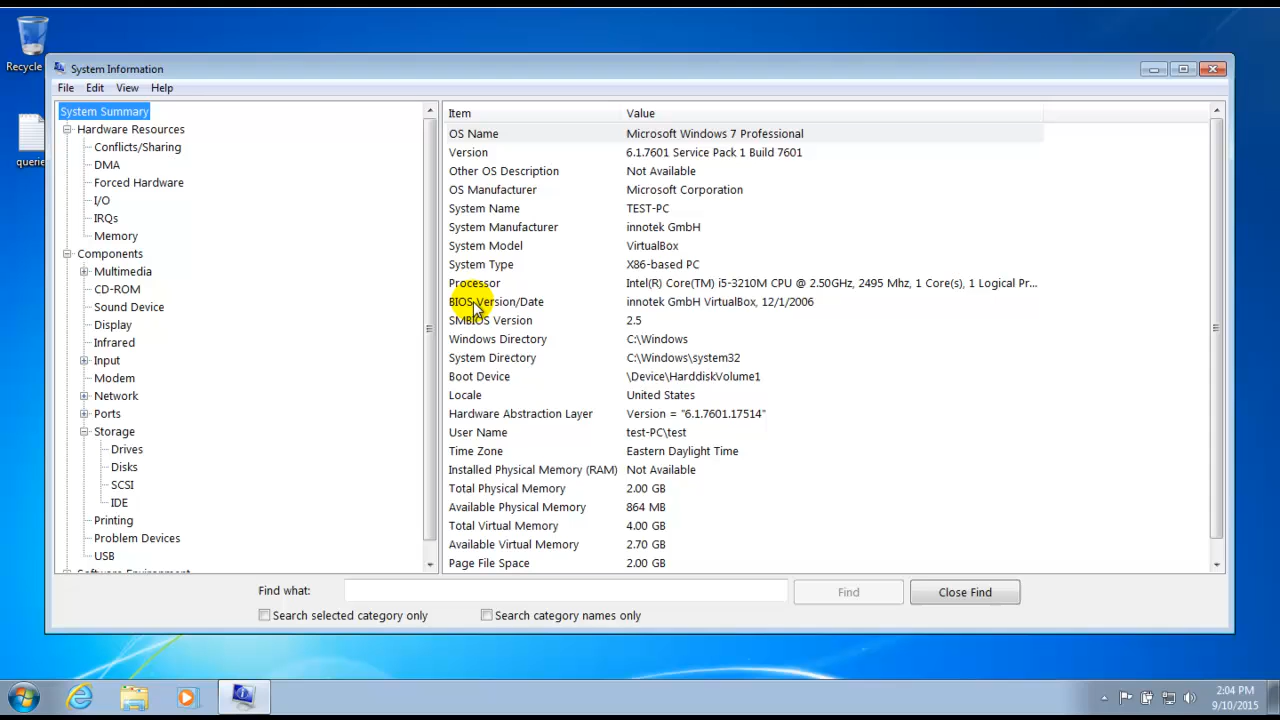 Recycle
querie
System Information
File Edit View Help
System Summary
Hardware Resources
Conflicts/Sharing
DMA
Forced Hardware
I/O
IRQs
Memory
Components
Multimedia
CD-ROM
Sound Device
Display
Infrared
Input
Modem
Network
Ports
Storage
Drives
Disks
SCSI
IDE
Printing
Problem Devices
USB
Software Environment
Item Value
OS Name Microsoft Windows 7 Professional
Version 6.1.7601 Service Pack 1 Build 7601
Other OS Description Not Available
OS Manufacturer Microsoft Corporation
System Name TEST-PC
System Manufacturer innotek GmbH
System Model VirtualBox
System Type X86-based PC
Processor Intel(R) Core(TM) i5-3210M CPU @ 2.50GHz, 2495 Mhz, 1 Core(s), 1 Logical Pr...
BIOS Version/Date innotek GmbH VirtualBox, 12/1/2006
SMBIOS Version 2.5
Windows Directory C:\Windows
System Directory C:\Windows\system32
Boot Device \Device\HarddiskVolume1
Locale United States
Hardware Abstraction Layer Version = "6.1.7601.17514"
User Name test-PC\test
Time Zone Eastern Daylight Time
Installed Physical Memory (RAM) Not Available
Total Physical Memory 2.00 GB
Available Physical Memory 864 MB
Total Virtual Memory 4.00 GB
Available Virtual Memory 2.70 GB
Page File Space 2.00 GB
Find what: Find Close Find
Search selected category only Search category names only
2:04 PM
9/10/2015